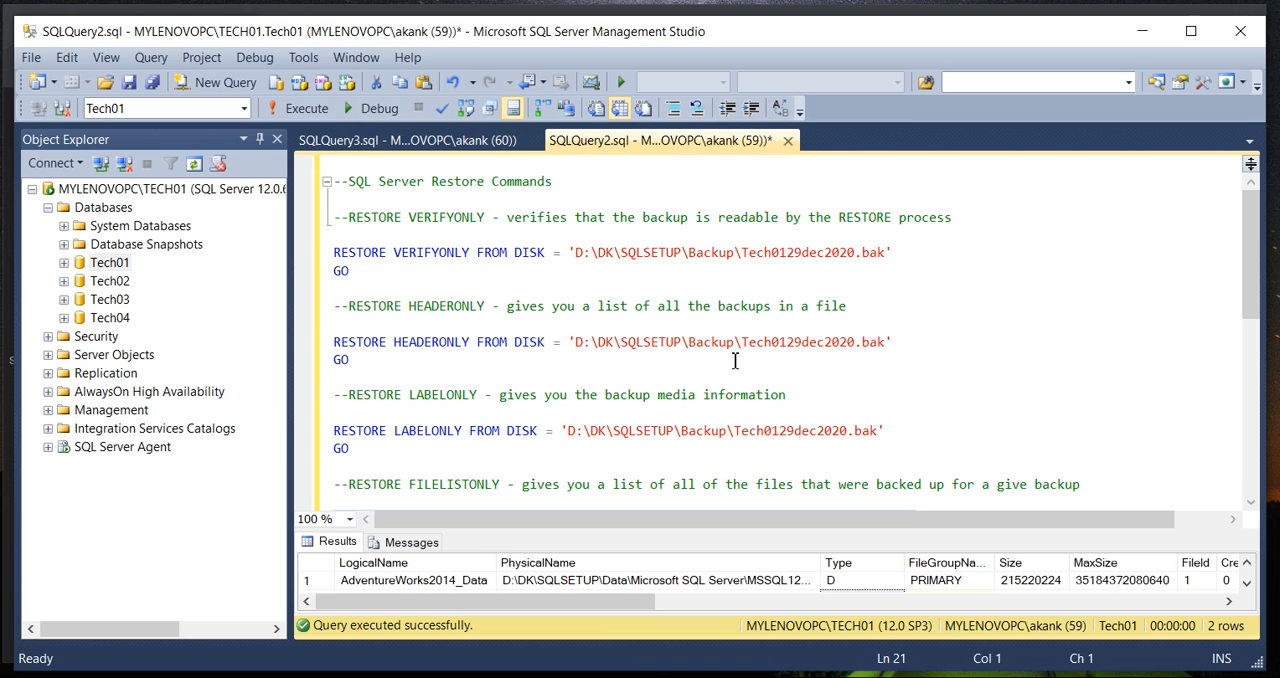 SQLQuery2.sql - MYLENOVOPC\TECH01.Tech01 (MYLENOVOPC\akank (59))* - Microsoft SQL Server Management Studio
File Edit View Query Project Debug Tools Window Help
New Query
Tech01 Execute Debug
Object Explorer
Connect
MYLENOVOPC\TECH01 (SQL Server 12.0.6
Databases
System Databases
Database Snapshots
Tech01
Tech02
Tech03
Tech04
Security
Server Objects
Replication
AlwaysOn High Availability
Management
Integration Services Catalogs
SQL Server Agent
SQLQuery3.sql - M...OVOPC\akank (60)) SQLQuery2.sql - M...OVOPC\akank (59))*
--SQL Server Restore Commands
--RESTORE VERIFYONLY - verifies that the backup is readable by the RESTORE process
RESTORE VERIFYONLY FROM DISK = 'D:\DK\SQLSETUP\Backup\Tech0129dec2020.bak'
GO
--RESTORE HEADERONLY - gives you a list of all the backups in a file
RESTORE HEADERONLY FROM DISK = 'D:\DK\SQLSETUP\Backup\Tech0129dec2020.bak'
GO
--RESTORE LABELONLY - gives you the backup media information
RESTORE LABELONLY FROM DISK = 'D:\DK\SQLSETUP\Backup\Tech0129dec2020.bak'
GO
--RESTORE FILELISTONLY - gives you a list of all of the files that were backed up for a give backup
100 %
Results Messages
LogicalName PhysicalName Type FileGroupNa... Size MaxSize FileId Cre
1 AdventureWorks2014_Data D:\DK\SQLSETUP\Data\Microsoft SQL Server\MSSQL12... D PRIMARY 215220224 35184372080640 1 0
Query executed successfully. MYLENOVOPC\TECH01 (12.0 SP3) MYLENOVOPC\akank (59) Tech01 00:00:00 2 rows
Ready Ln 21 Col 1 Ch 1 INS